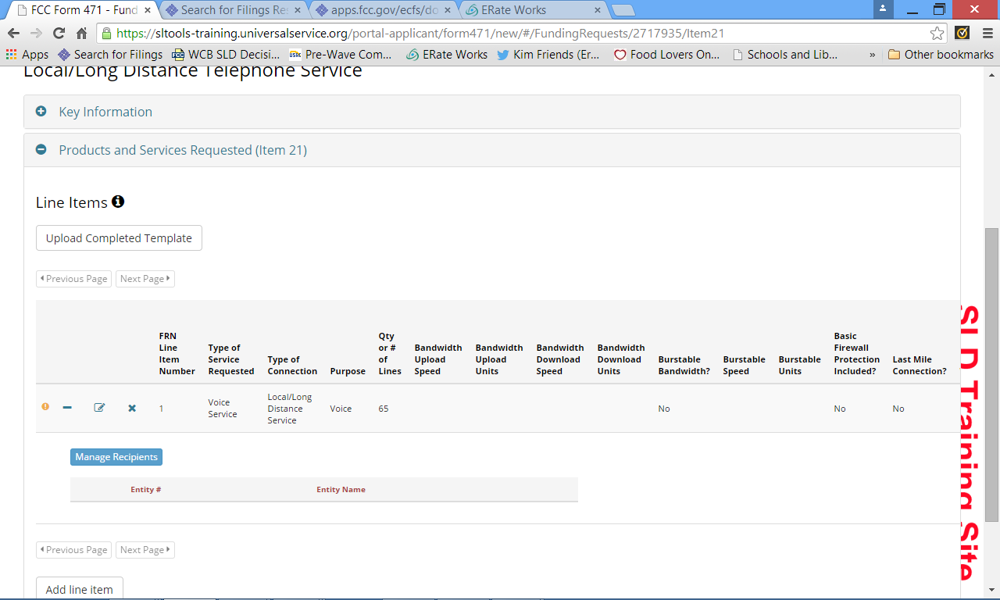 FCC Form 471 - Fund
Search for Filings Res
apps.fcc.gov/ecfs/do
ERate Works
https://sltools-training.universalservice.org/portal-applicant/form471/new/#/FundingRequests/2717935/Item21
Apps Search for Filings WCB SLD Decisi... Pre-Wave Com... ERate Works Kim Friends (Er... Food Lovers On... Schools and Lib... » Other bookmarks
Local/Long Distance Telephone Service
Key Information
Products and Services Requested (Item 21)
Line Items
Upload Completed Template
Previous Page Next Page
FRN Line Item Number
Type of Service Requested
Type of Connection
Purpose
Qty or # of Lines
Bandwidth Upload Speed
Bandwidth Upload Units
Bandwidth Download Speed
Bandwidth Download Units
Burstable Bandwidth?
Burstable Speed
Burstable Units
Basic Firewall Protection Included?
Last Mile Connection?
1
Voice Service
Local/Long Distance Service
Voice
65
No
No
No
Manage Recipients
Entity # Entity Name
Previous Page Next Page
Add line item
SLD Training Site